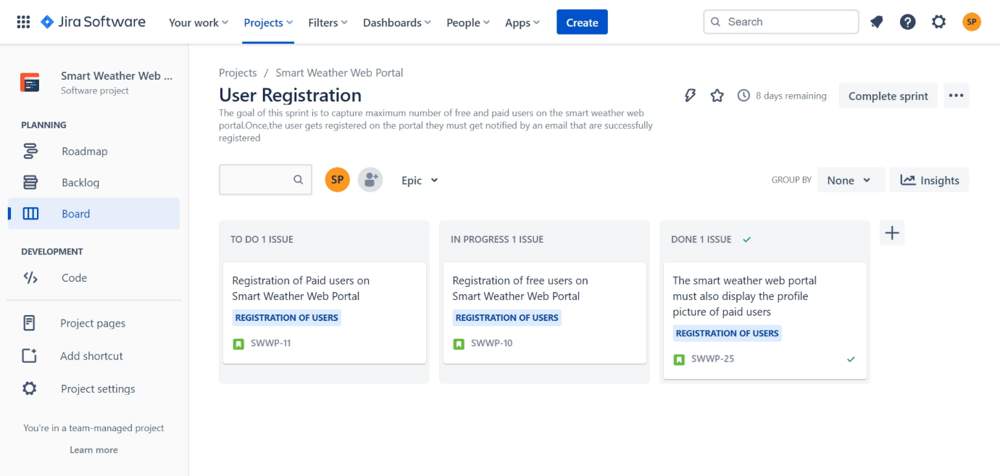 Jira Software
Your work
Projects
Filters
Dashboards
People
Apps
Create
Search
SP
Smart Weather Web ...
Software project
PLANNING
Roadmap
Backlog
Board
DEVELOPMENT
Code
Project pages
Add shortcut
Project settings
You're in a team-managed project
Learn more
Projects / Smart Weather Web Portal
User Registration
The goal of this sprint is to capture maximum number of free and paid users on the smart weather web
portal.Once,the user gets registered on the portal they must get notified by an email that are successfully
registered
8 days remaining
Complete sprint
SP
Epic
GROUP BY
None
Insights
TO DO 1 ISSUE
Registration of Paid users on
Smart Weather Web Portal
REGISTRATION OF USERS
SWWP-11
IN PROGRESS 1 ISSUE
Registration of free users on
Smart Weather Web Portal
REGISTRATION OF USERS
SWWP-10
DONE 1 ISSUE
The smart weather web portal
must also display the profile
picture of paid users
REGISTRATION OF USERS
SWWP-25